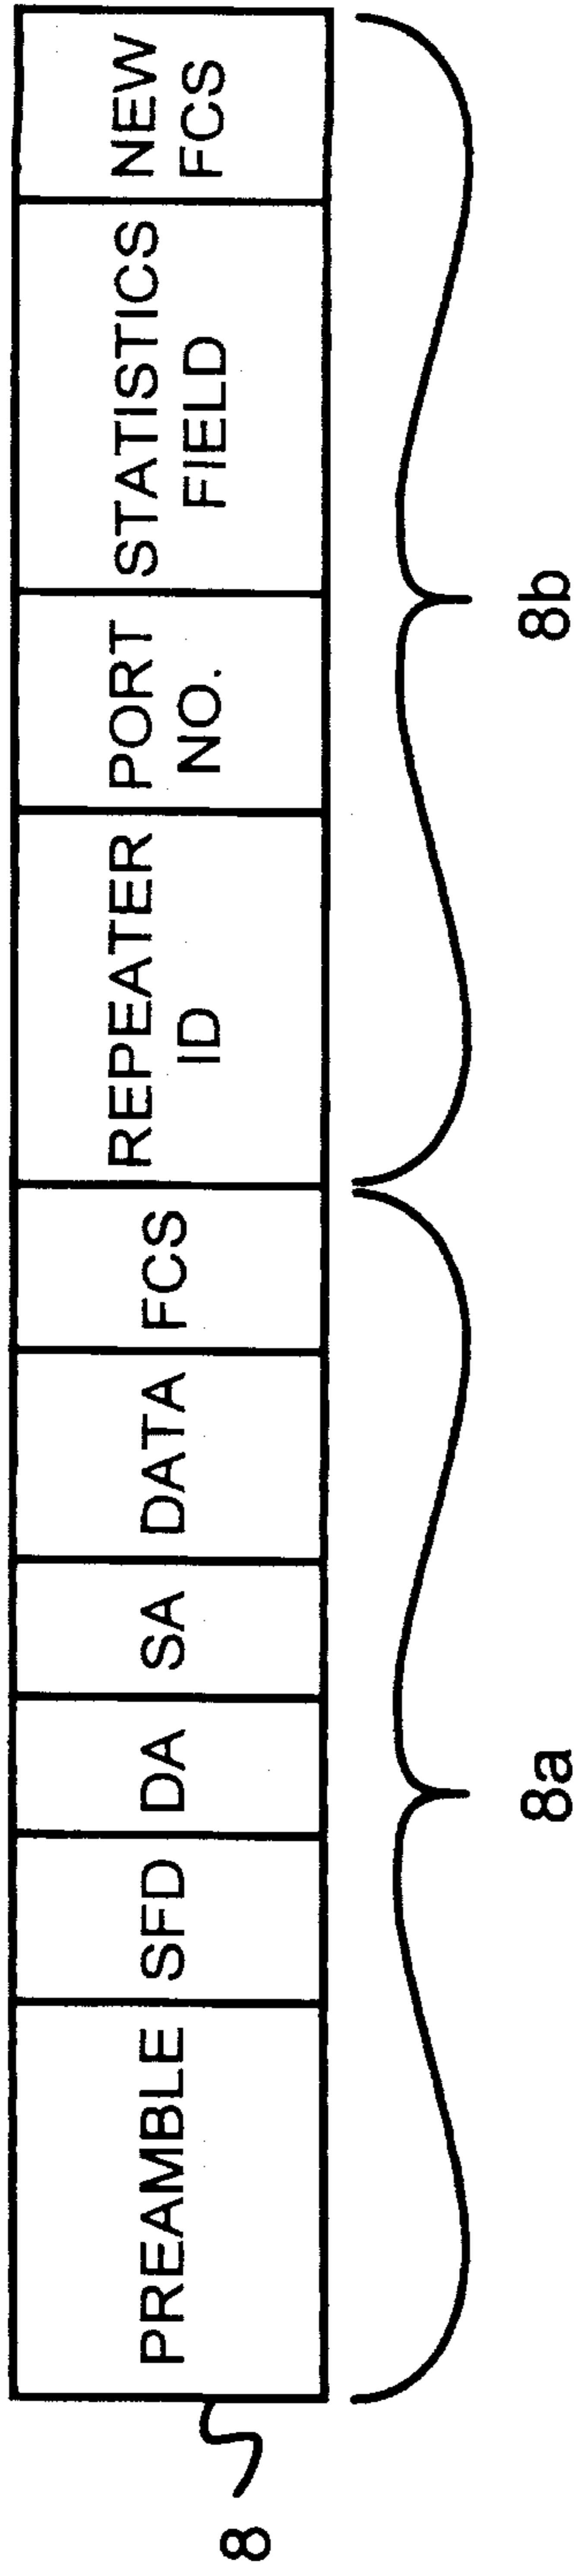 PREAMBLE
SFD
DA
SA
DATA
FCS
REPEATER
ID
PORT
NO.
STATISTICS
FIELD
NEW
FCS
8
8a
8b